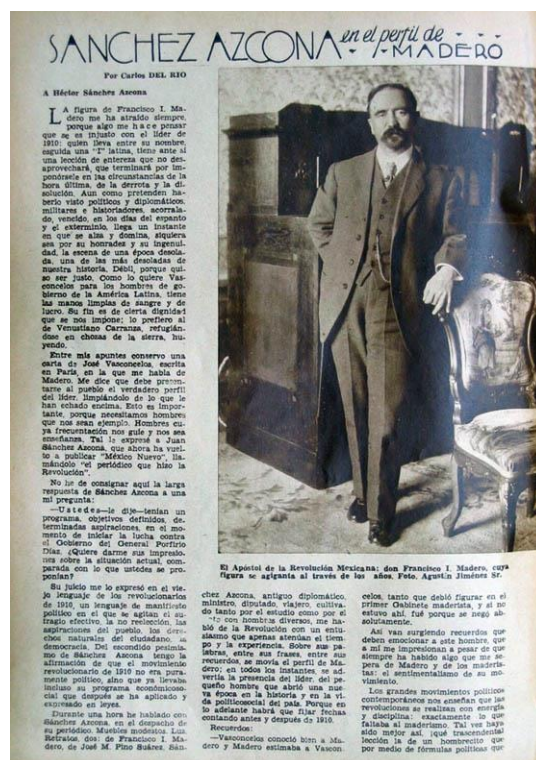 SANCHEZ AZCONA en el perfil de
MADERO
Por Carlos DEL RIO
A Héctor Sánchez Azcona
LA figura de Francisco I. Ma-
dero me ha atraído siempre,
porque algo me hace pensar
que se es injusto con el líder de
1910: quien lleva entre su nombre,
esguida una "I" latina, tiene ante sí
una lección de entereza que no des-
aprovechará, que terminará por im-
ponérsele en las circunstancias de la
hora última, de la derrota y la di-
solución. Aun como pretenden ha-
berlo visto políticos y diplomáticos,
militares e historiadores, acorrala-
do, vencido, en los días del espanto
y el exterminio, llega un instante
en que se alza y domina, siquiera
sea por su honradez y su ingenui-
dad, la escena de una época desola-
da, una de las más desoladas de
nuestra historia. Débil, porque qui-
so ser justo. Como lo quiere Vas-
concelos para los hombres de go-
bierno de la América Latina, tiene
las manos limpias de sangre y de
lucro. Su fin es de cierta dignidad
que se nos impone; lo prefiero al
de Venustiano Carranza, refugián-
dose en chozas de la sierra, hu-
yendo.
Entre mis apuntes conservo una
carta de José Vasconcelos, escrita
en París, en la que me habla de
Madero. Me dice que debe presen-
tarse al pueblo el verdadero perfil
del líder, limpiándolo de lo que le
han echado encima. Esto es impor-
tante, porque necesitamos hombres
que nos sean ejemplo. Hombres cu-
ya frecuentación nos guíe y nos sea
enseñanza. Tal le expresé a Juan
Sánchez Azcona, que ahora ha vuel-
to a publicar "México Nuevo", lla-
mándolo "el periódico que hizo la
Revolución".
No he de consignar aquí la larga
respuesta de Sánchez Azcona a una
mi pregunta:
—Ustedes—le dije—tenían un
programa, objetivos definidos, de-
terminadas aspiraciones, en el mo-
mento de iniciar la lucha contra
el Gobierno del General Porfirio
Díaz. ¿Quiere darme sus impresio-
nes sobre la situación actual, com-
parada con lo que ustedes se pro-
ponían?
Su juicio me lo expresó en el vie-
jo lenguaje de los revolucionarios
de 1910, un lenguaje de manifiesto
político en el que se agitan el su-
fragio efectivo, la no reelección, las
aspiraciones del pueblo, los dere-
chos naturales del ciudadano, la
democracia. Del escondido pesimis-
mo de Sánchez Azcona tengo la
afirmación de que el movimiento
revolucionario de 1910 no era pura-
mente político, sino que ya llevaba
incluso su programa económicoso-
cial que después se ha aplicado y
expresado en leyes.
Durante una hora he hablado con
Sánchez Azcona, en el despacho de
su periódico. Muebles modestos. Luz.
Retratos, dos: de Francisco I. Ma-
dero, de José M. Pino Suárez. Sán-
El Apóstol de la Revolución Mexicana: don Francisco I. Madero, cuya
figura se agiganta al través de los años. Foto. Agustín Jiménez Sr.
chez Azcona, antiguo diplomático,
ministro, diputado, viajero, cultiva-
do tanto por el estudio como por el
con hombres diversos, me ha-
bló de la Revolución con un entu-
siasmo que apenas atendían el tiem-
po y la experiencia. Sobre sus pa-
labras, entre sus frases, entre sus
recuerdos, se movía el perfil de Ma-
dero; en todos los instantes, se ad-
vertía la presencia del líder, del pe-
queño hombre que abrió una nue-
va época en la historia y en la vi-
da políticosocial del país. Porque en
lo adelante habrá que fijar fechas
contando antes y después de 1910.
Recuerdos:
—Vasconcelos conoció bien a Ma-
dero y Madero estimaba a Vascon-
celos, tanto que debió figurar en el
primer Gabinete maderista, y si no
estuvo ahí, fué porque se negó ab-
solutamente.
Así van surgiendo recuerdos que
deben emocionar a este hombre, que
a mí me impresionan a pesar de que
siempre ha habido algo que me se-
pera de Madero y de los maderis-
tas: el sentimentalismo de su mo-
vimiento.
Los grandes movimientos políticos
contemporáneos nos enseñan que las
revoluciones se realizan con energía
y disciplina: exactamente lo que
faltaba al maderismo. Tal vez haya
sido mejor así, ¡qué tremenda
lección la de un hombrecito que
por medio de fórmulas políticas que